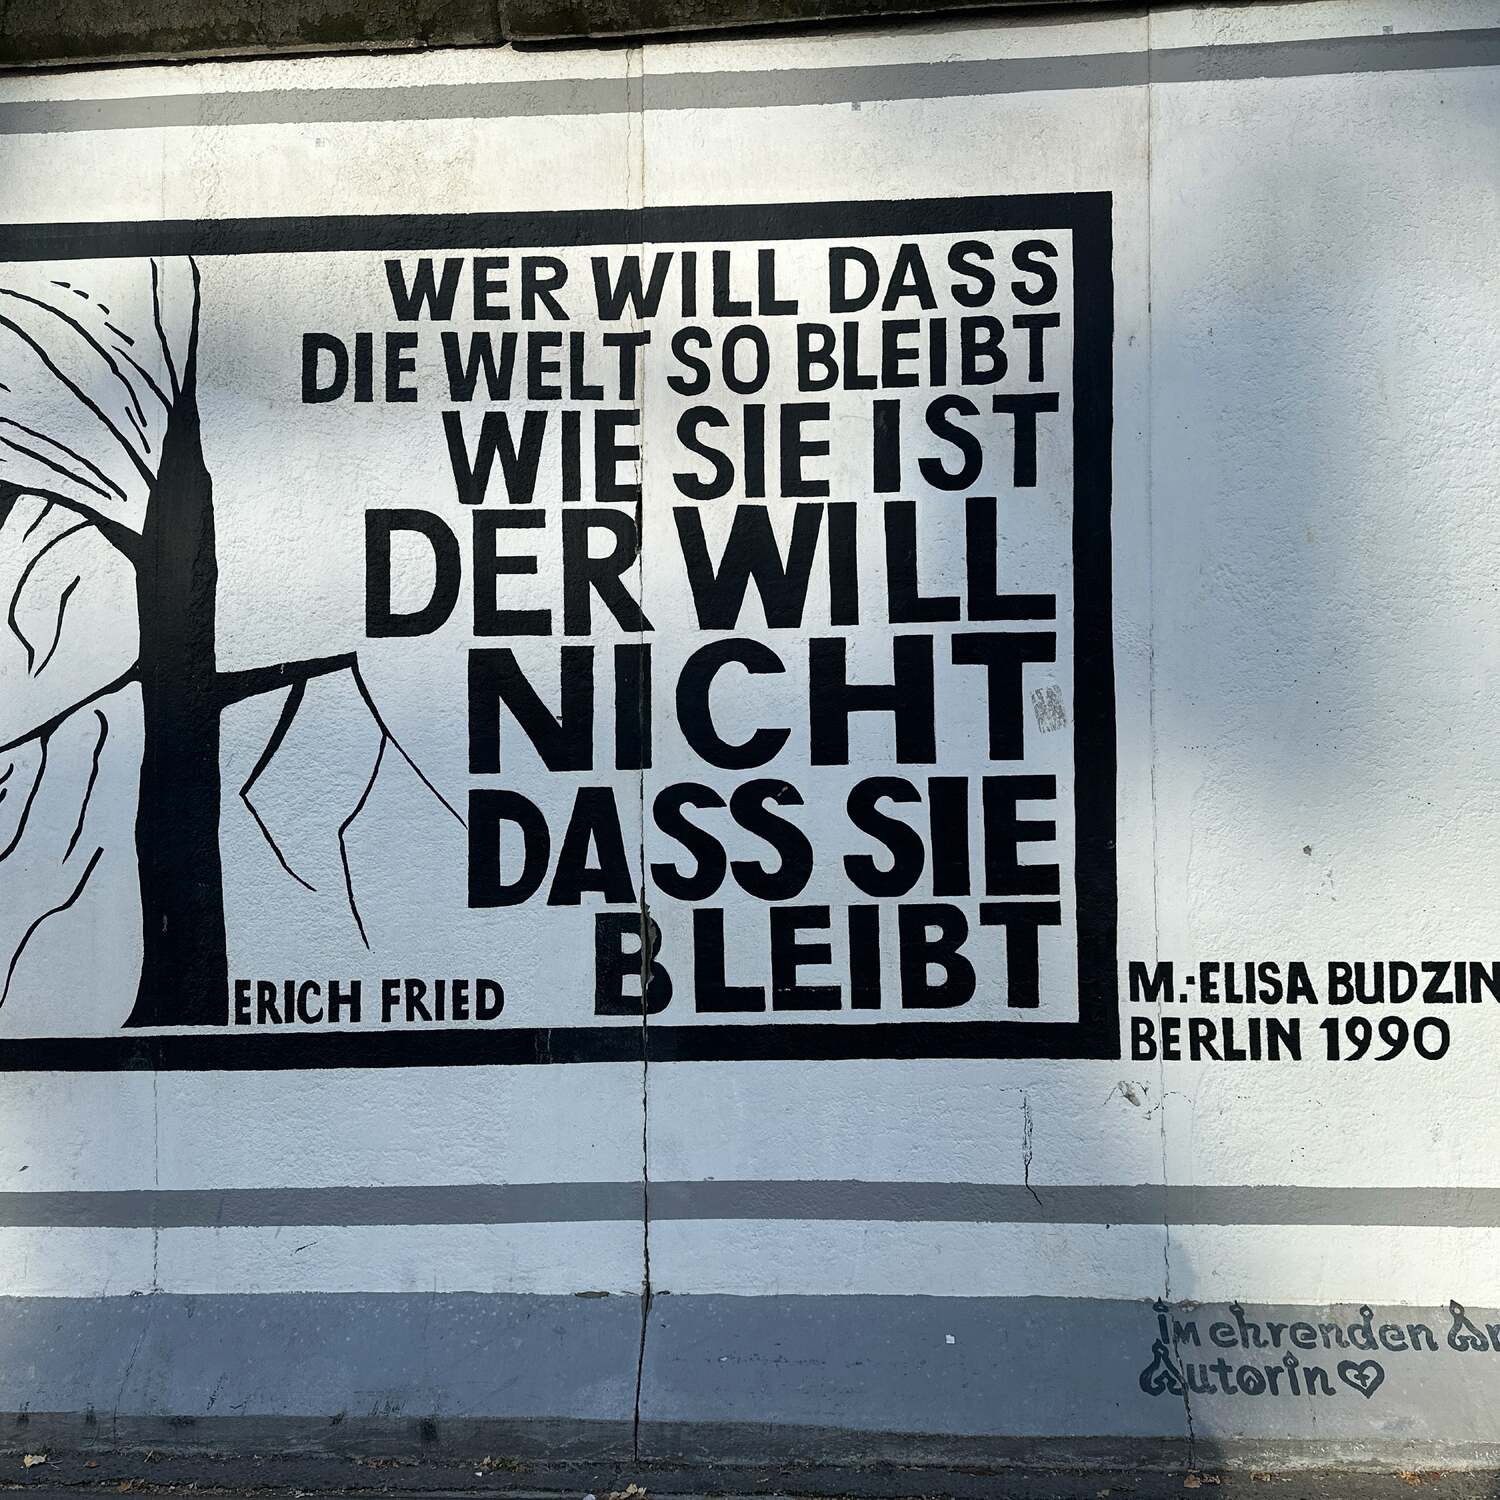 WER WILL DASS
DIE WELT SO BLEIBT
WIE SIE IST
DER WILL
NICHT
DASS SIE
BLEIBT
ERICH FRIED
M.-ELISA BUDZIN
BERLIN 1990
im ehrenden
Autorin